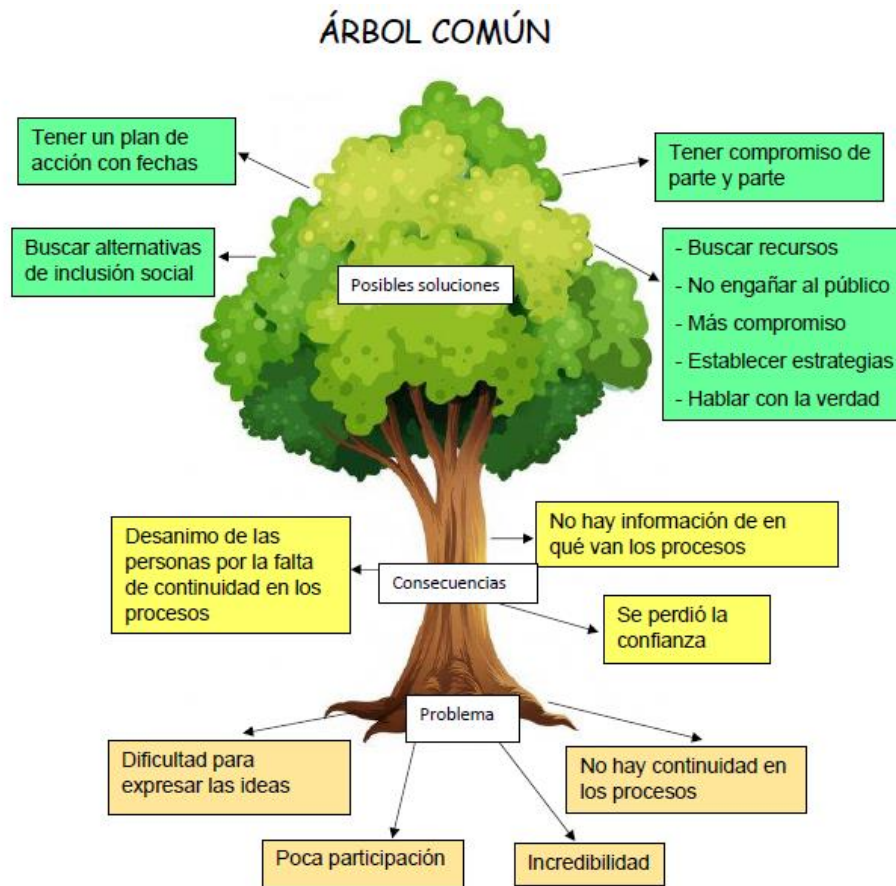 ÁRBOL COMÚN
Tener un plan de
acción con fechas
Tener compromiso de
parte y parte
Buscar alternativas
de inclusión social
Posibles soluciones
- Buscar recursos
- No engañar al público
- Más compromiso
- Establecer estrategias
- Hablar con la verdad
Desanimo de las
personas por la falta
de continuidad en los
procesos
No hay información de en
qué van los procesos
Consecuencias
Se perdió la
confianza
Problema
Dificultad para
expresar las ideas
No hay continuidad en
los procesos
Poca participación
Incredibilidad